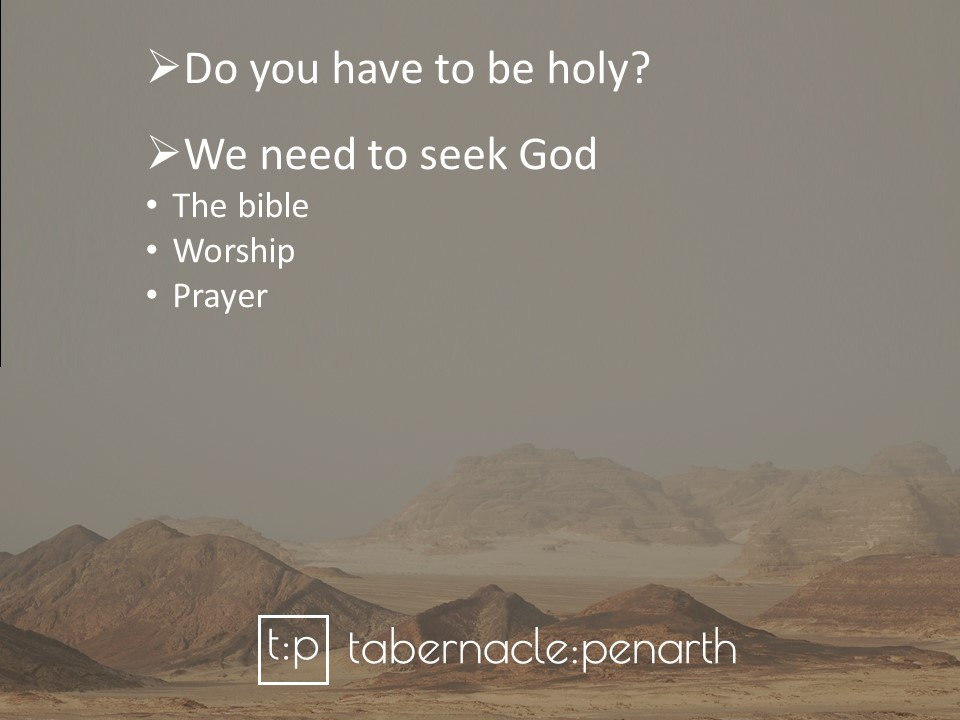 ➢Do you have to be holy?
➢We need to seek God
• The bible
• Worship
• Prayer
t:p tabernacle:penarth